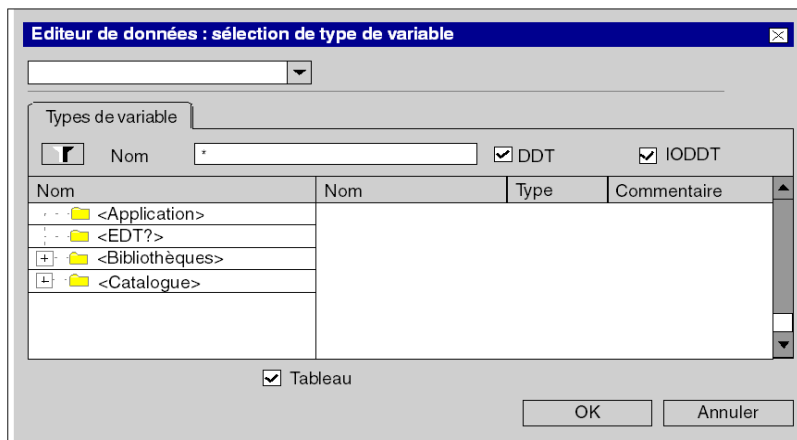 Editeur de données : sélection de type de variable
Types de variable
Nom * DDT IODDT
Nom Nom Type Commentaire
<Application>
<EDT?>
<Bibliothèques>
<Catalogue>
Tableau
OK Annuler